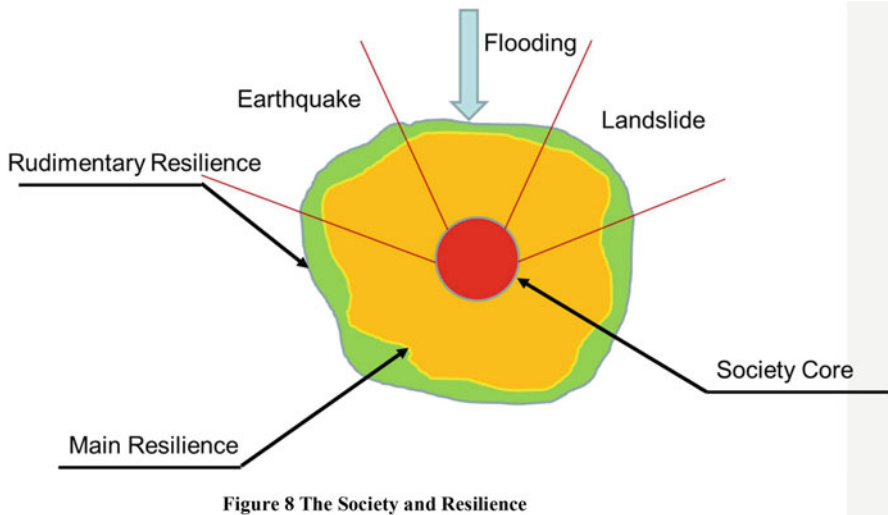 Flooding
Earthquake
Landslide
Rudimentary Resilience
Society Core
Main Resilience
Figure 8 The Society and Resilience